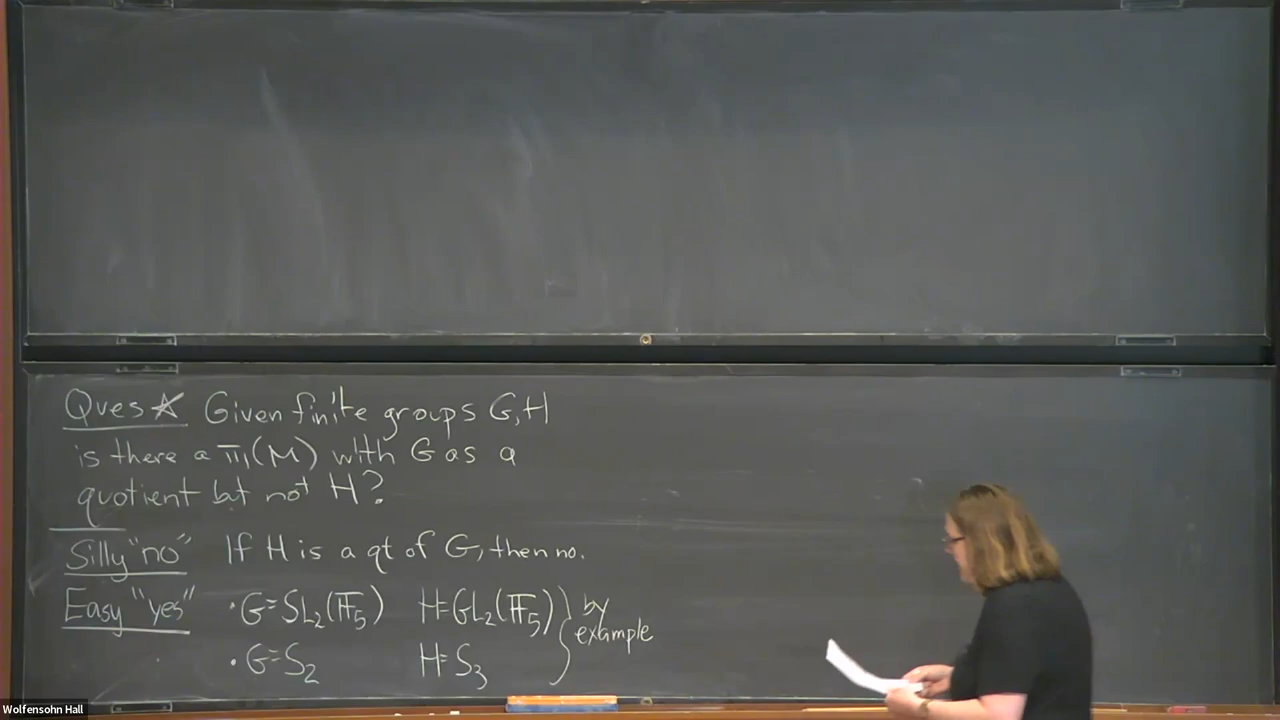 Ques ☆ Given finite groups G, H
is there a π₁(M) with G as a
quotient but not H?
Silly "no" If H is a qt of G, then no.
Easy "yes" • G = SL₂(𝔽₅) H = GL₂(𝔽₅) } by example
• G = S₂ H = S₃
Wolfensohn Hall